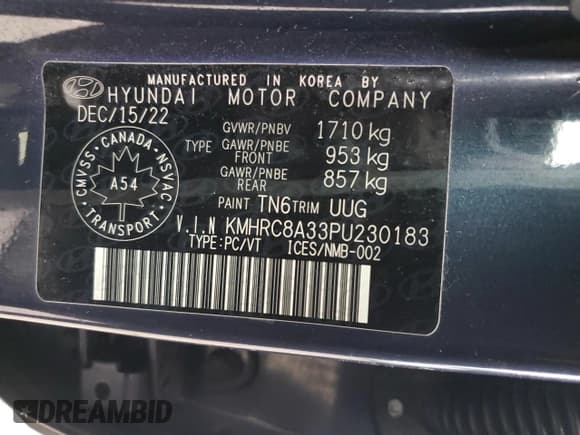 MANUFACTURED IN KOREA BY
HYUNDAI MOTOR COMPANY
DEC/15/22
GVWR/PNBV 1710 kg
TYPE GAWR/PNBE FRONT 953 kg
GAWR/PNBE REAR 857 kg
PAINT TN6 TRIM UUG
CMVSS · CANADA · NSVAC
A54
TRANSPORT
V.I.N KMHRC8A33PU230183
TYPE:PC/VT ICES/NMB-002
DREAMBID